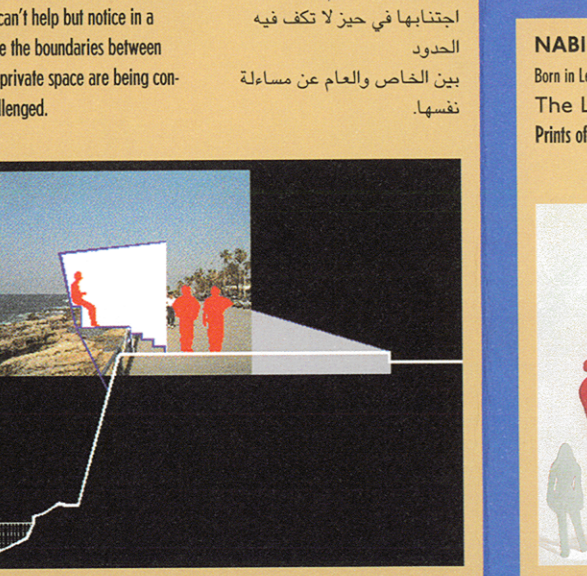 can't help but notice in a
the boundaries between
private space are being con-
llenged.
اجتنابها في حيز لا تكف فيه
الحدود
بين الخاص والعام عن مساءلة
نفسها.
NABI
Born in Le
The L
Prints of